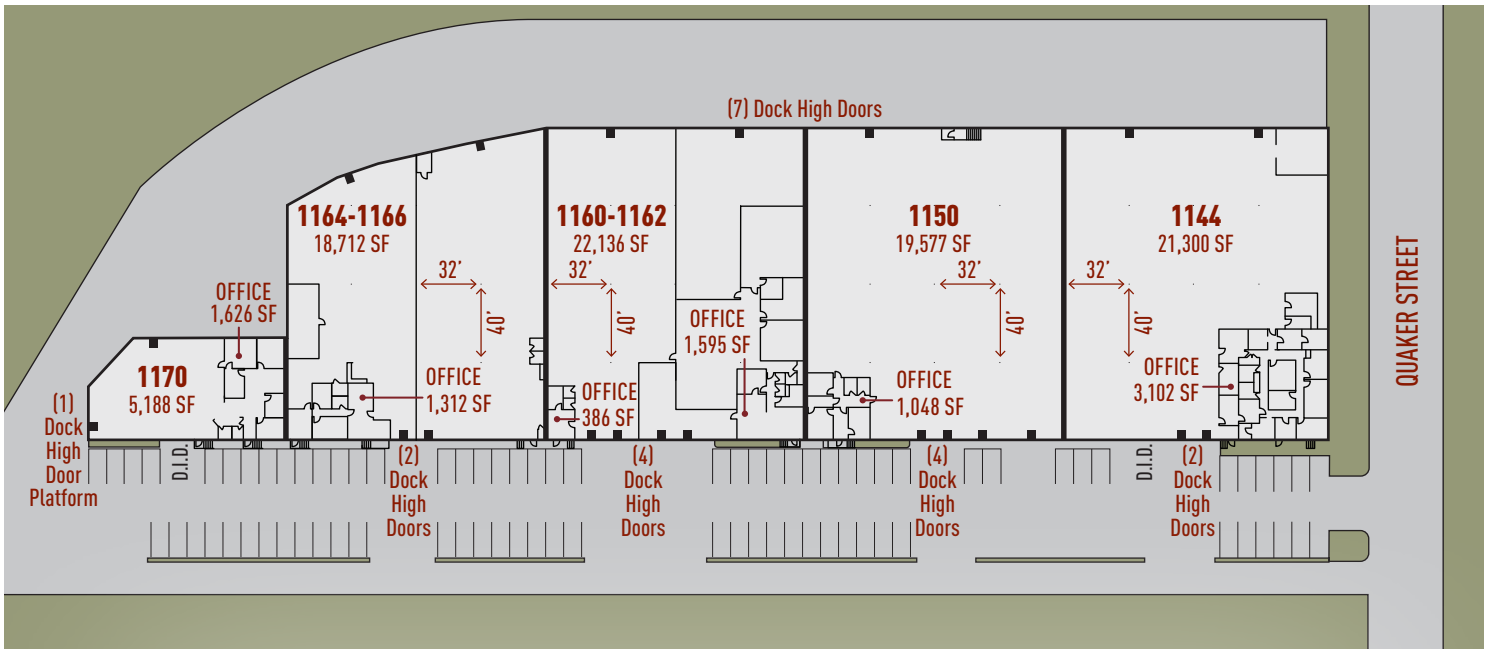 (7) Dock High Doors
1164-1166
18,712 SF
1160-1162
22,136 SF
1150
19,577 SF
1144
21,300 SF
32'
40'
32'
40'
32'
40'
32'
40'
QUAKER STREET
OFFICE
1,626 SF
1170
5,188 SF
OFFICE
1,312 SF
OFFICE
386 SF
OFFICE
1,595 SF
OFFICE
1,048 SF
OFFICE
3,102 SF
(1)
Dock
High
Door
Platform
D.I.D.
(2)
Dock
High
Doors
(4)
Dock
High
Doors
(4)
Dock
High
Doors
D.I.D.
(2)
Dock
High
Doors